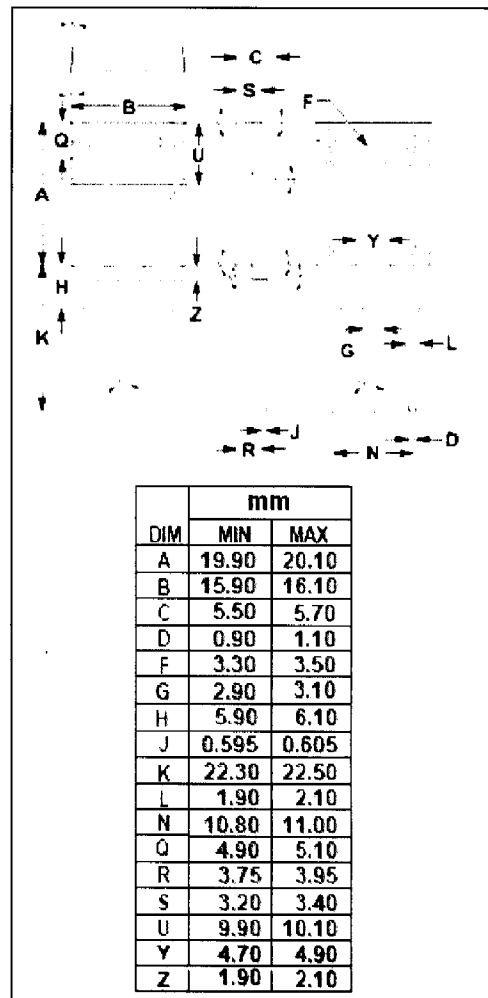 C
S
B
F
Q
U
A
Y
H
Z
K
G
L
J
R
N
D
mm
DIM MIN MAX
A 19.90 20.10
B 15.90 16.10
C 5.50 5.70
D 0.90 1.10
F 3.30 3.50
G 2.90 3.10
H 5.90 6.10
J 0.595 0.605
K 22.30 22.50
L 1.90 2.10
N 10.80 11.00
Q 4.90 5.10
R 3.75 3.95
S 3.20 3.40
U 9.90 10.10
Y 4.70 4.90
Z 1.90 2.10